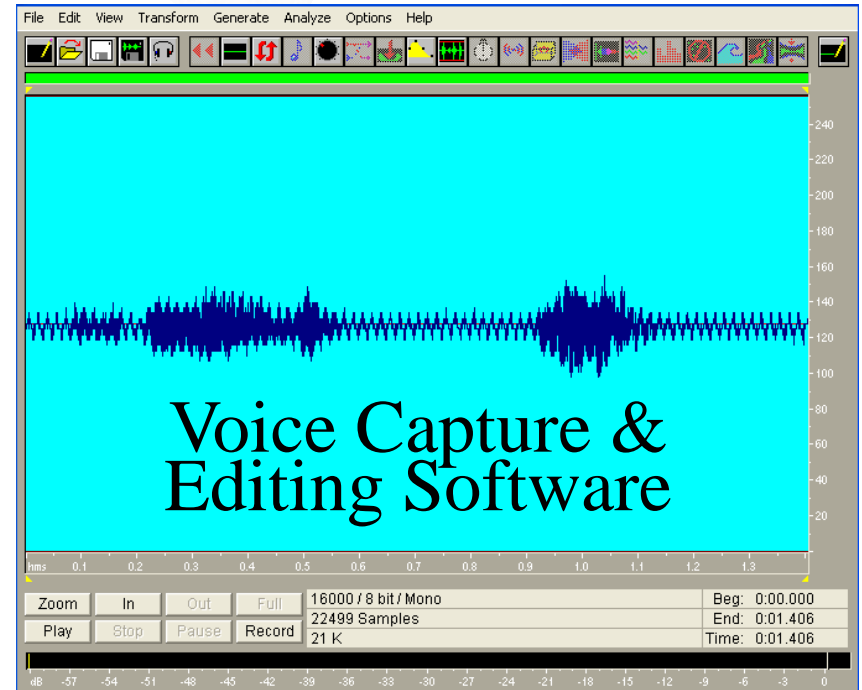 File Edit View Transform Generate Analyze Options Help
240
220
200
180
160
140
120
100
80
60
40
20
Voice Capture &
Editing Software
hms 0.1 0.2 0.3 0.4 0.5 0.6 0.7 0.8 0.9 1.0 1.1 1.2 1.3
Zoom In Out Full 16000 / 8 bit / Mono Beg: 0:00.000
22499 Samples End: 0:01.406
Play Stop Pause Record 21 K Time: 0:01.406
dB -57 -54 -51 -48 -45 -42 -39 -36 -33 -30 -27 -24 -21 -18 -15 -12 -9 -6 -3 0